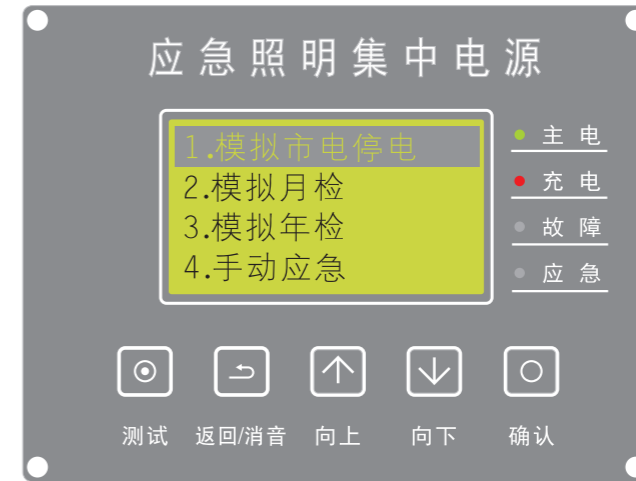 应急照明集中电源
1.模拟市电停电
2.模拟月检
3.模拟年检
4.手动应急
主电
充电
故障
应急
测试 返回/消音 向上 向下 确认